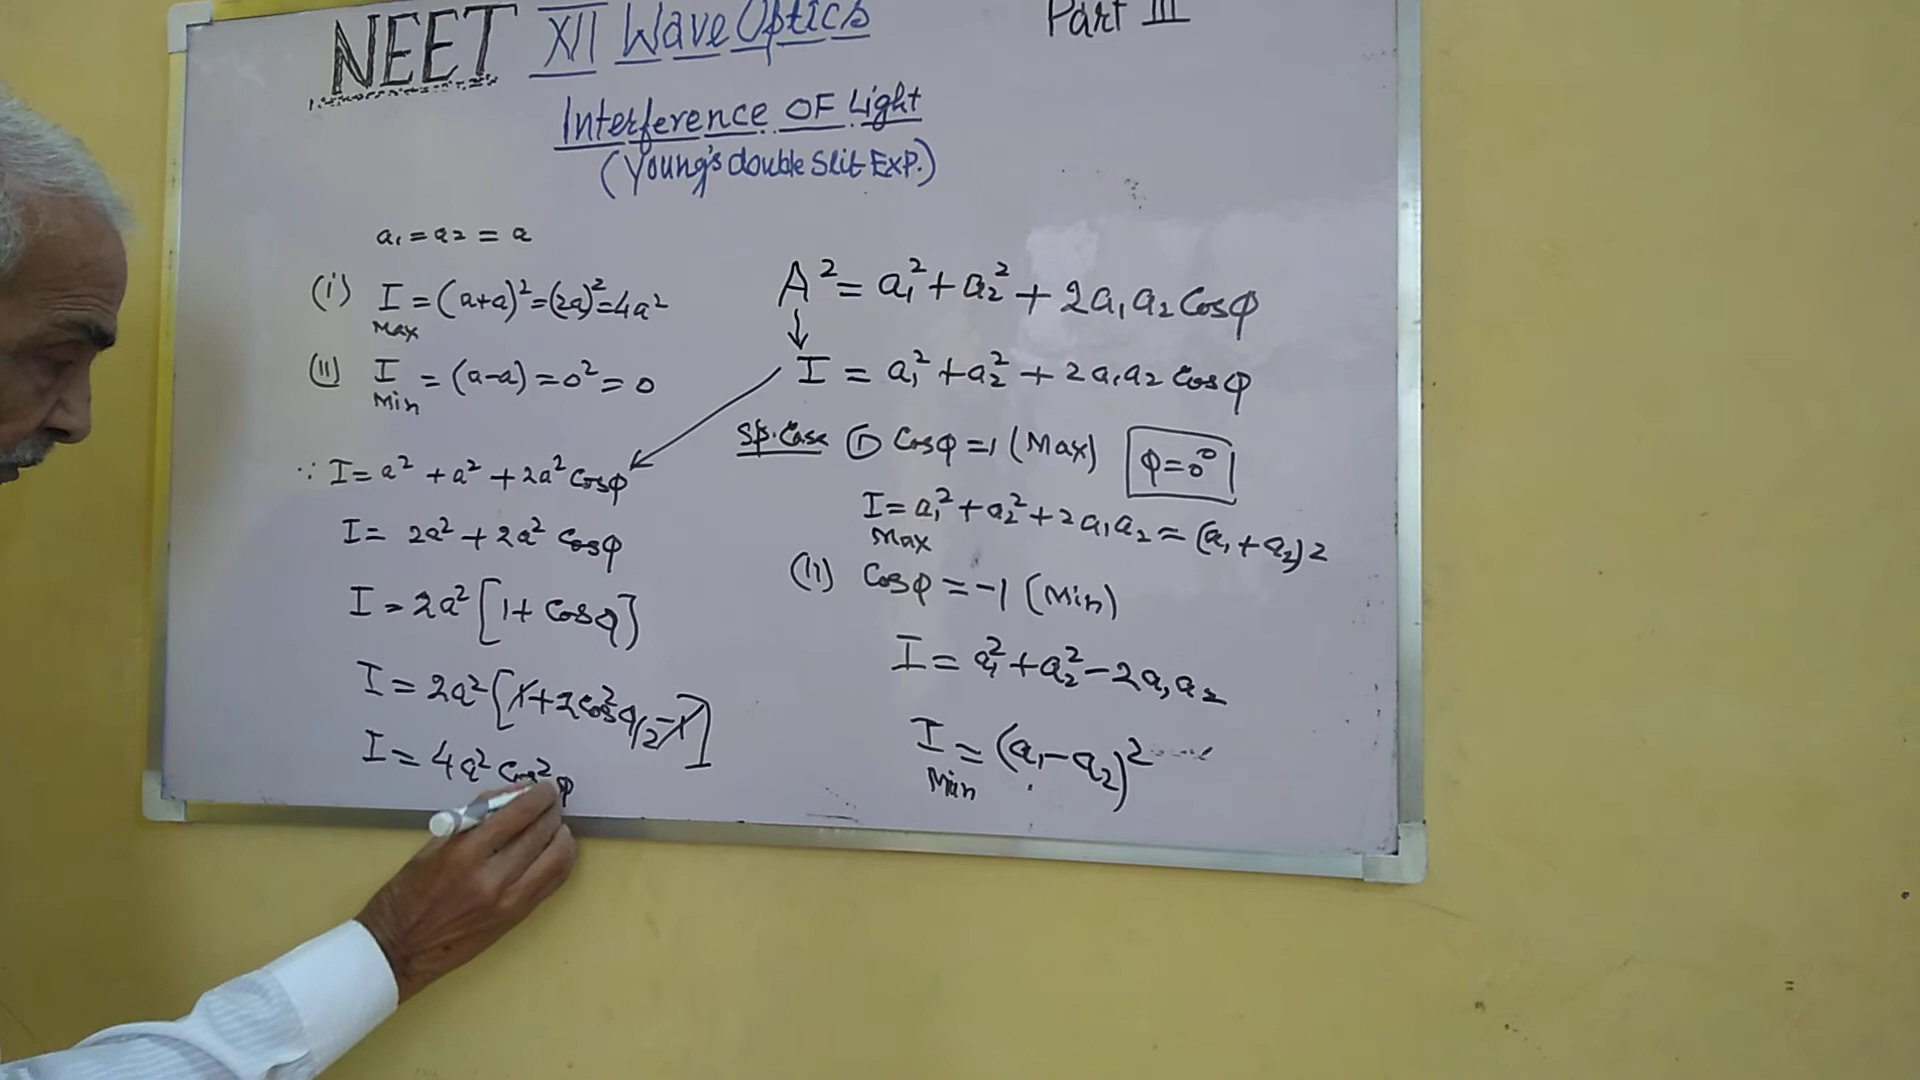 NEET XII Wave Optics Part III
Interference OF Light
(Young's double Slit Exp.)
a₁ = a₂ = a
(i) I Max = (a+a)² = (2a)² = 4a²
(ii) I Min = (a-a) = 0² = 0
∵ I = a² + a² + 2a² Cosφ
I = 2a² + 2a² Cosφ
I = 2a² [1 + Cosφ]
I = 2a² [1 + 2Cos²φ/2 - 1]
I = 4a² Cos²φ
A² = a₁² + a₂² + 2a₁a₂ Cosφ
↓
I = a₁² + a₂² + 2a₁a₂ Cosφ
Sp. Case (i) Cosφ = 1 (Max) φ = 0°
I Max = a₁² + a₂² + 2a₁a₂ = (a₁ + a₂)2
(ii) Cosφ = -1 (Min)
I = a₁² + a₂² - 2a₁a₂
I Min = (a₁ - a₂)²